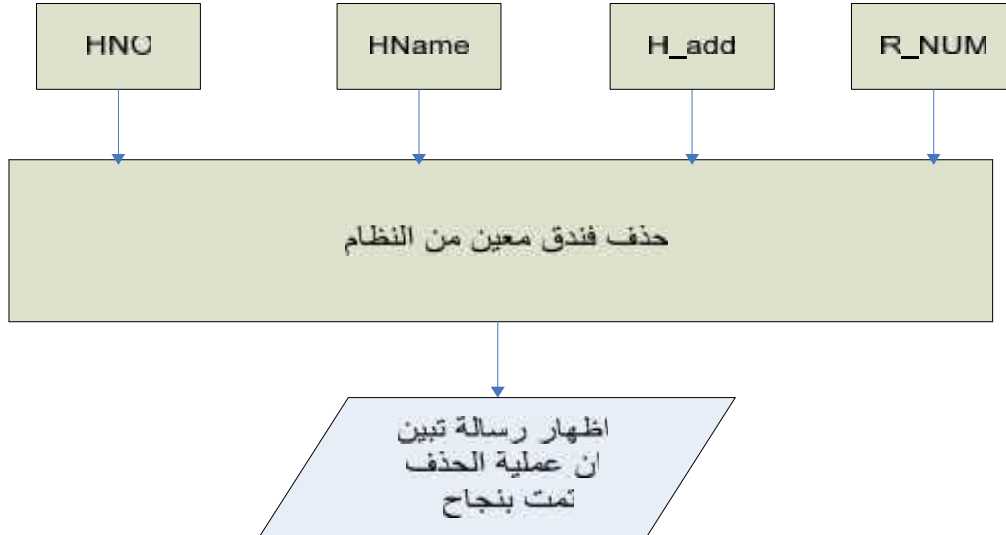 HNO
HName
H_add
R_NUM
حذف فندق معين من النظام
اظهار رسالة تبين
ان عملية الحذف
تمت بنجاح